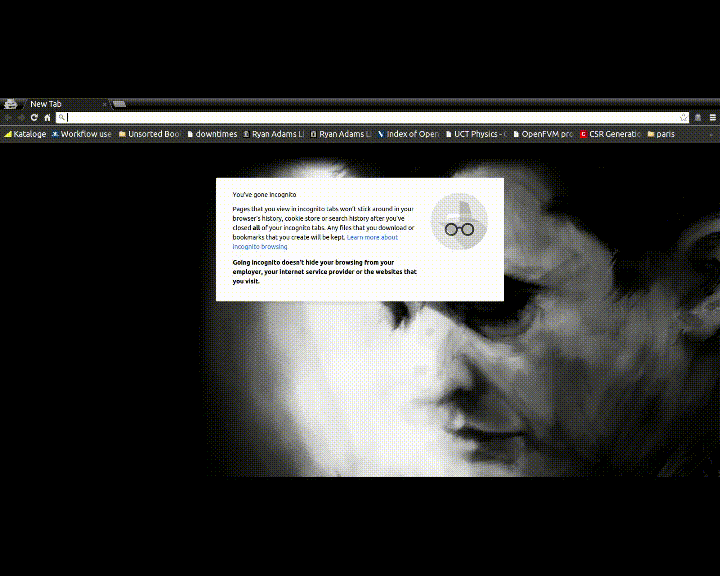 New Tab
Kataloge Workflow use Unsorted Boo downtimes Ryan Adams Li Ryan Adams Li Index of Open UCT Physics - OpenFVM pro CSR Generatic paris
You've gone incognito
Pages that you view in incognito tabs won't stick around in your
browser's history, cookie store or search history after you've
closed all of your incognito tabs. Any files that you download or
bookmarks that you create will be kept. Learn more about
incognito browsing
Going incognito doesn't hide your browsing from your
employer, your internet service provider or the websites that
you visit.